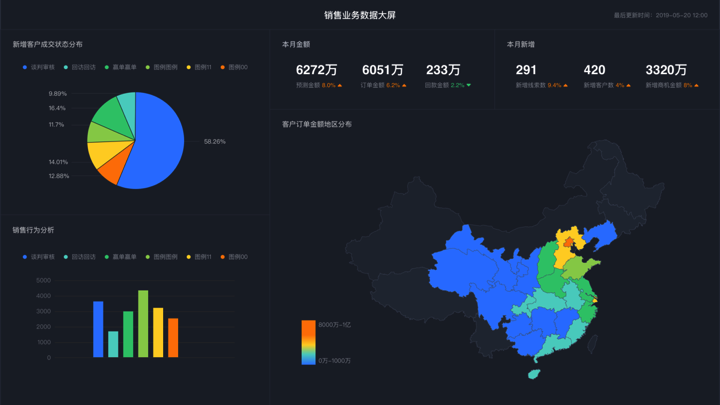 销售业务数据大屏
最后更新时间：2019-05-20 12:00
新增客户成交状态分布
谈判审核 回访回访 赢单赢单 图例图例 图例11 图例00
9.89%
16.4%
11.7%
14.01%
12.88%
58.26%
本月金额
6272万 6051万 233万
预测金额 8.0% 订单金额 6.2% 回款金额 2.2%
本月新增
291 420 3320万
新增线索数 9.4% 新增客户数 4% 新增商机金额 8%
客户订单金额地区分布
8000万-1亿
0万-1000万
销售行为分析
谈判审核 回访回访 赢单赢单 图例图例 图例11 图例00
5000
4000
3000
2000
1000
0